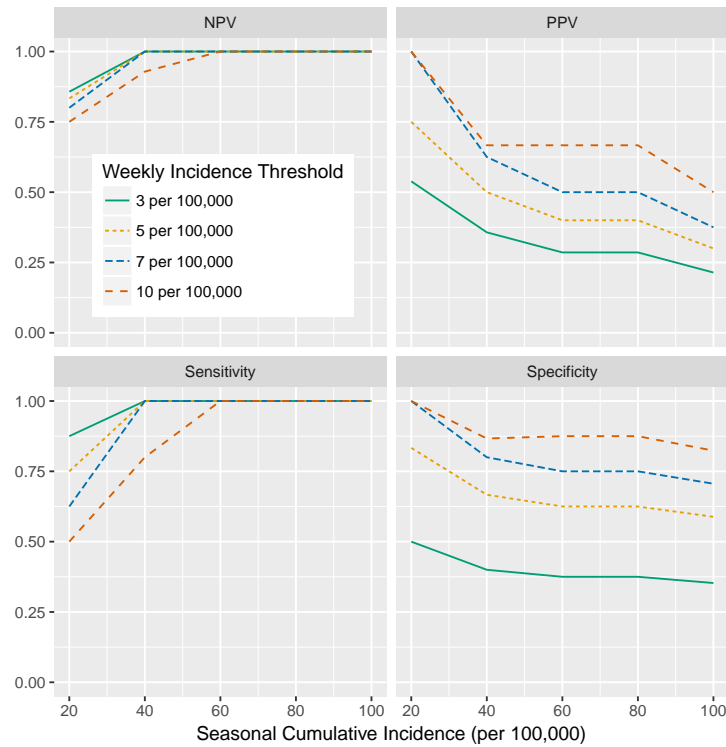 NPV
PPV
1.00
0.75
0.50
0.25
0.00
Weekly Incidence Threshold
3 per 100,000
5 per 100,000
7 per 100,000
10 per 100,000
Sensitivity
Specificity
1.00
0.75
0.50
0.25
0.00
20 40 60 80 100 20 40 60 80 100
Seasonal Cumulative Incidence (per 100,000)